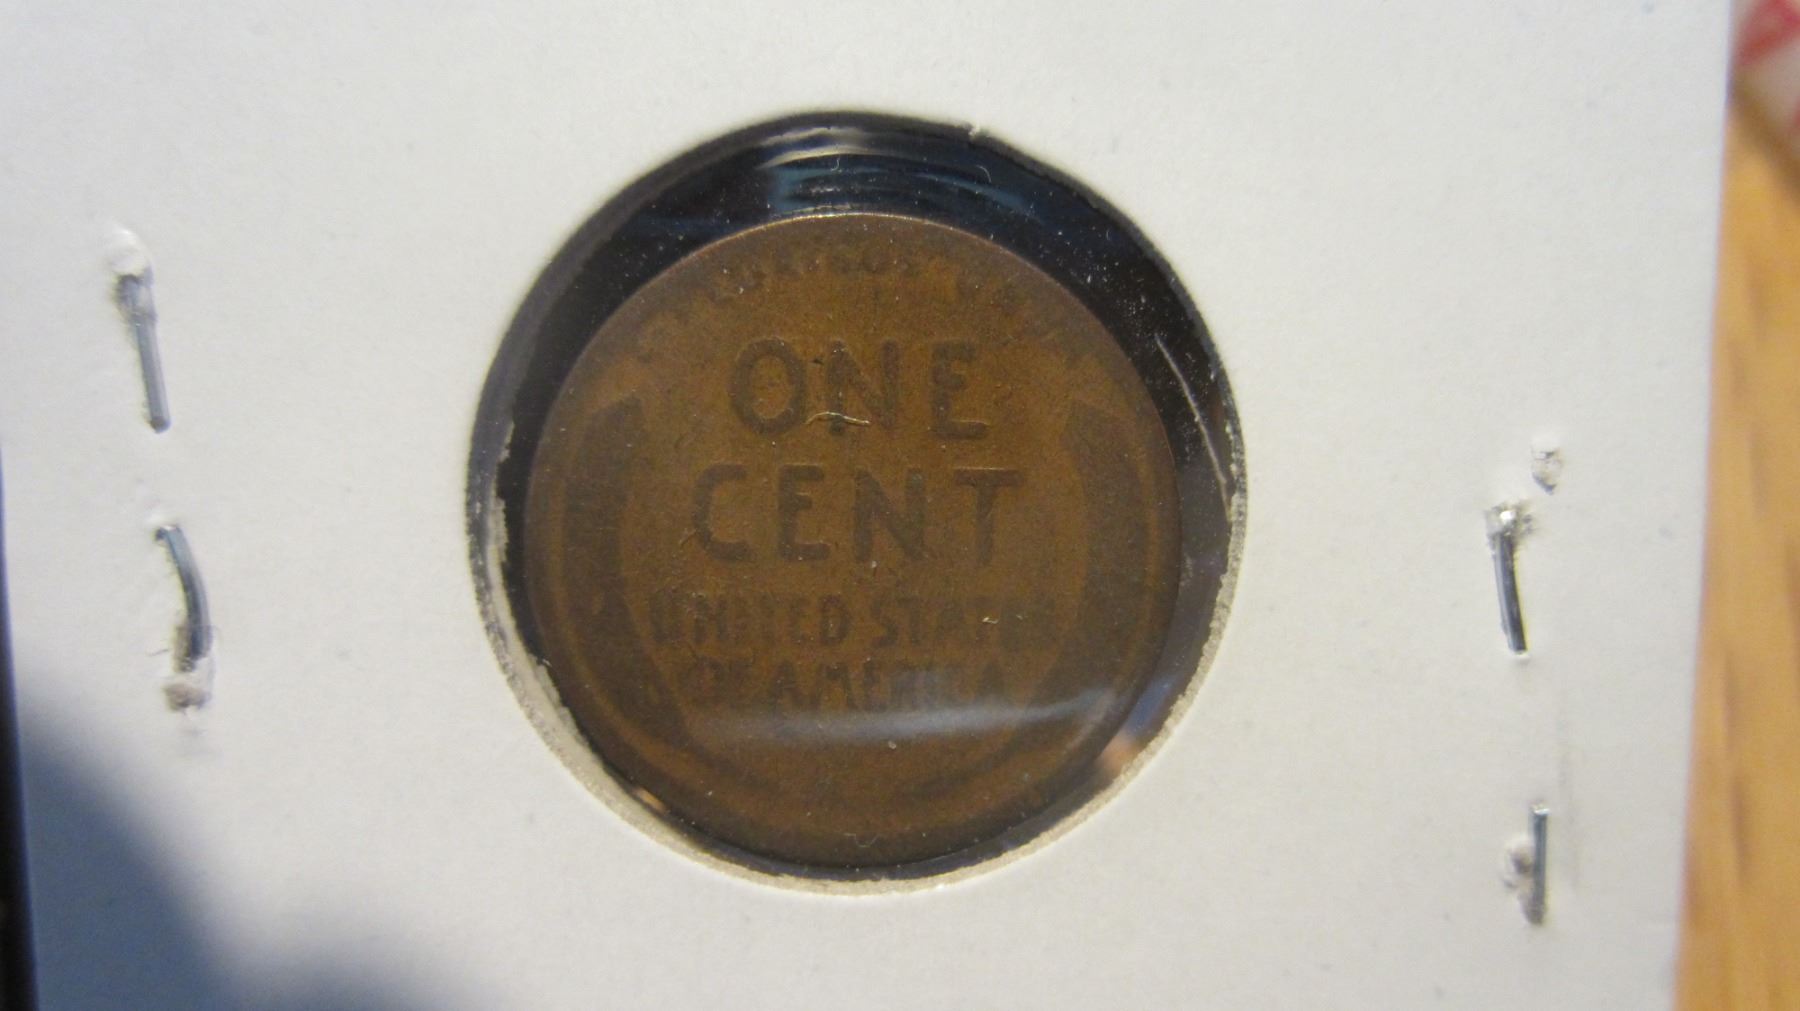 ONE
CENT
UNITED STATES
OF AMERICA